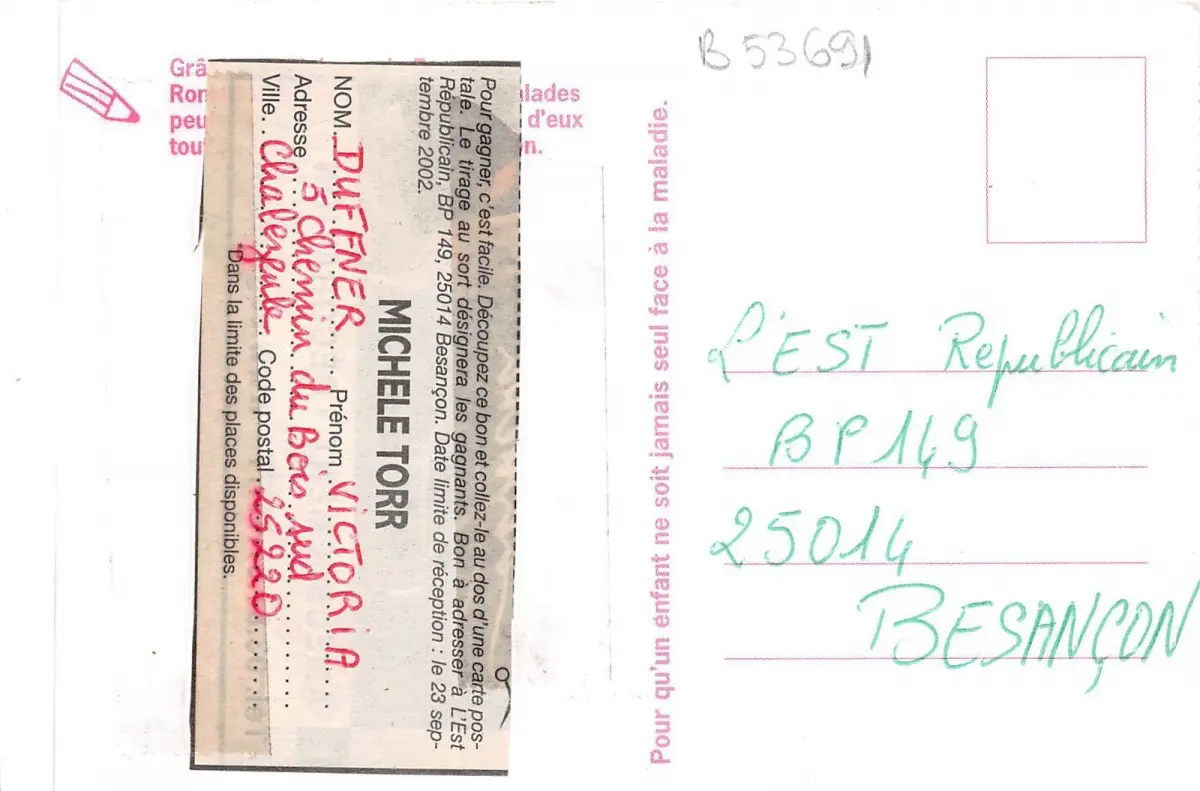 B 53691
Grâ
Ron lades
peu d'eux
tou n.
Pour gagner, c'est facile. Découpez ce bon et collez-le au dos d'une carte pos-
tale. Le tirage au sort désignera les gagnants. Bon à adresser à L'Est
Républicain, BP 149, 25014 Besançon. Date limite de réception : le 23 sep-
tembre 2002.
MICHELE TORR
NOM DUFFNER Prénom VICTORIA
Adresse 5 Chemin du Bois sud
Ville Chalezeule Code postal 25220
*Dans la limite des places disponibles.
Pour qu'un enfant ne soit jamais seul face à la maladie.
L'EST Republicain
BP149
25014
BESANÇON